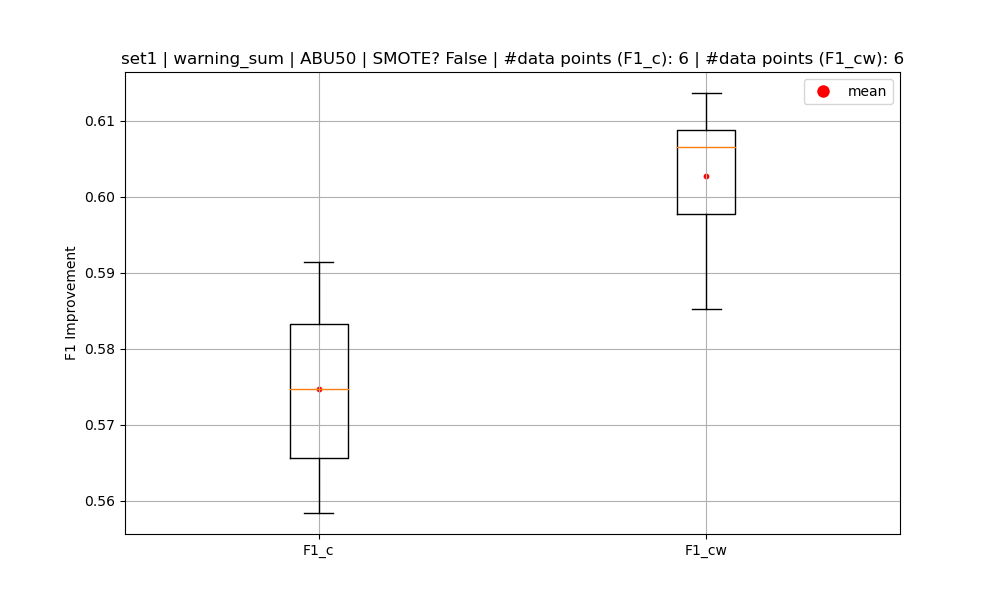 set1 | warning_sum | ABU50 | SMOTE? False | #data points (F1_c): 6 | #data points (F1_cw): 6
mean
0.61
0.60
0.59
0.58
0.57
0.56
F1 Improvement
F1_c
F1_cw